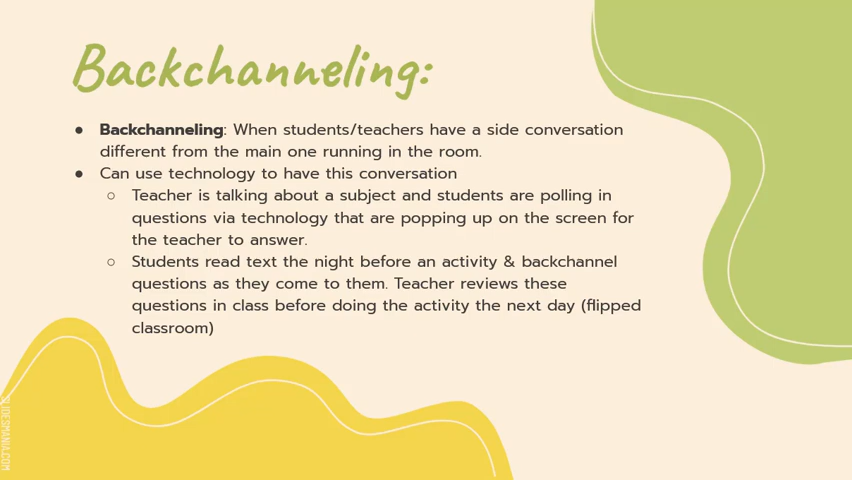 Backchanneling:
● Backchanneling: When students/teachers have a side conversation
different from the main one running in the room.
● Can use technology to have this conversation
○ Teacher is talking about a subject and students are polling in
questions via technology that are popping up on the screen for
the teacher to answer.
○ Students read text the night before an activity & backchannel
questions as they come to them. Teacher reviews these
questions in class before doing the activity the next day (flipped
classroom)
SLIDESMANIA.COM